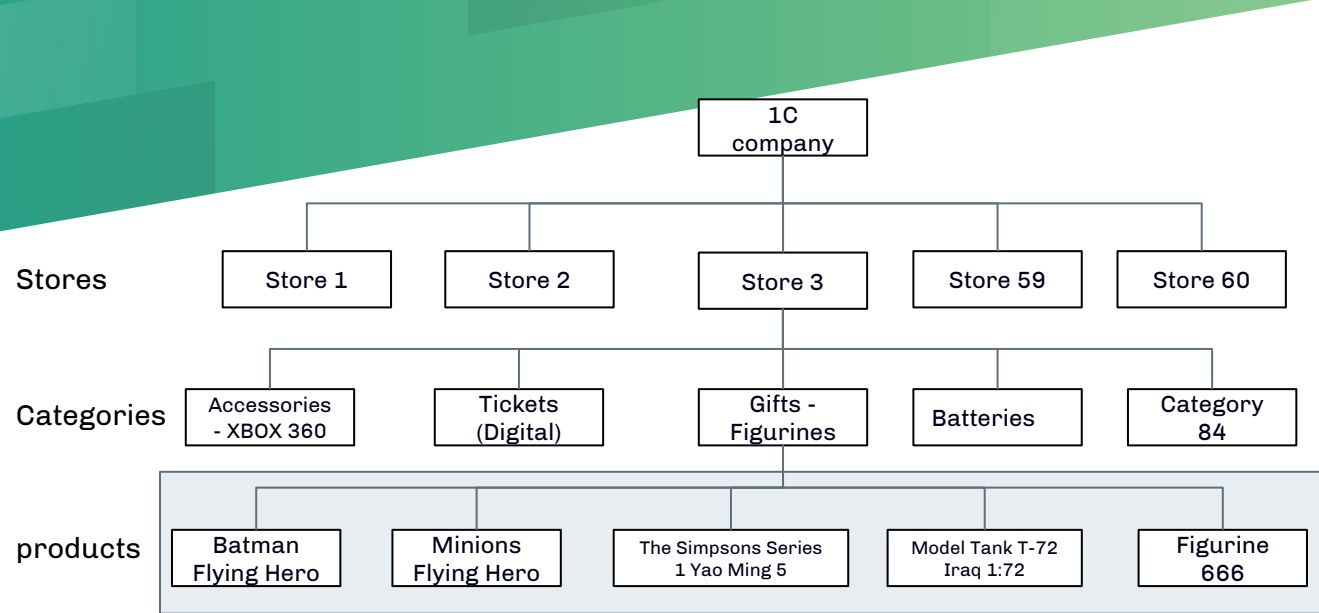 1C
company
Stores
Store 1
Store 2
Store 3
Store 59
Store 60
Categories
Accessories
- XBOX 360
Tickets
(Digital)
Gifts -
Figurines
Batteries
Category
84
products
Batman
Flying Hero
Minions
Flying Hero
The Simpsons Series
1 Yao Ming 5
Model Tank T-72
Iraq 1:72
Figurine
666